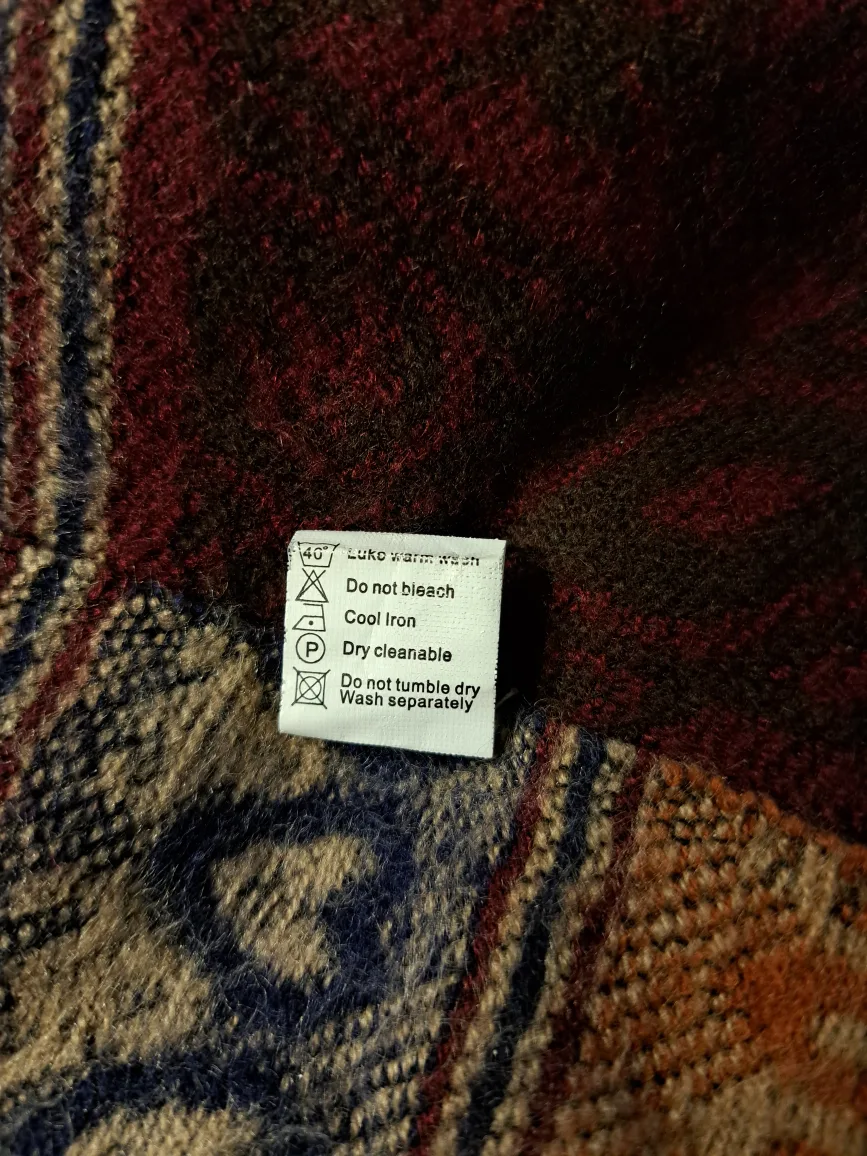 40° Luke warm wash
Do not bleach
Cool Iron
P Dry cleanable
Do not tumble dry
Wash separately